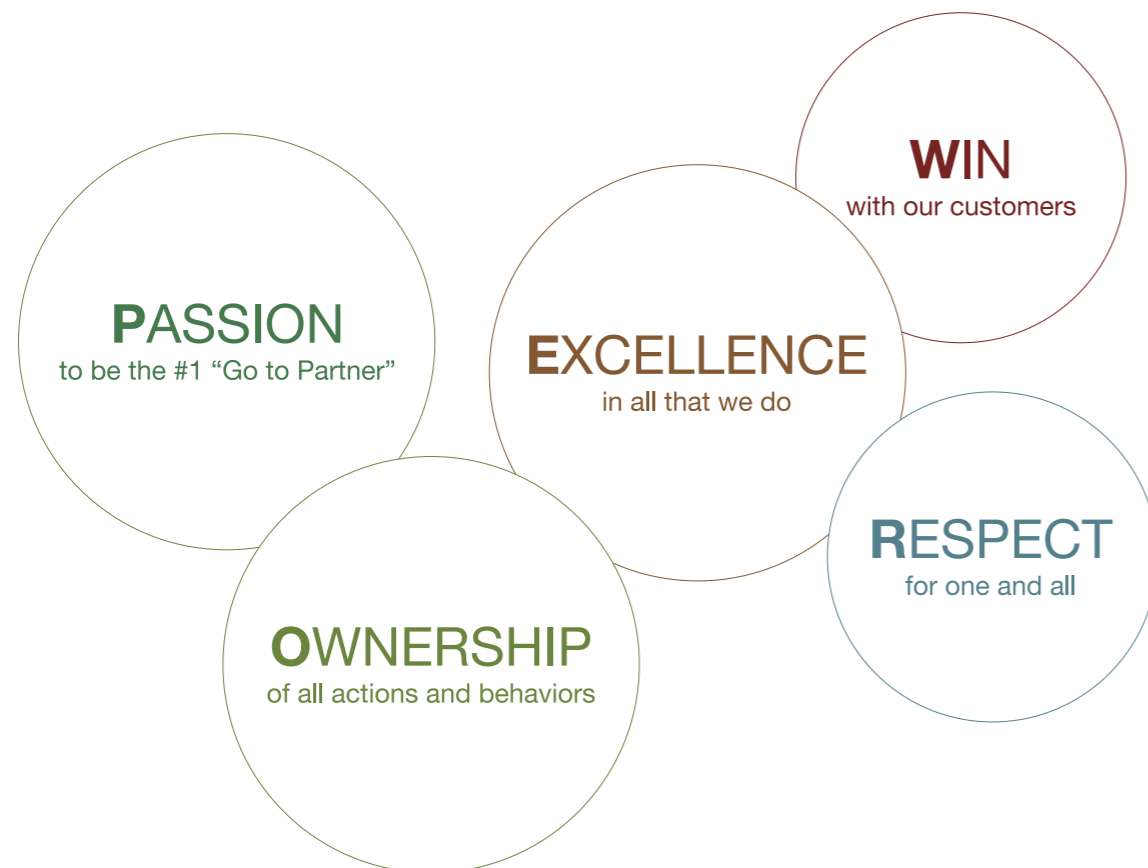 WIN
with our customers
PASSION
to be the #1 “Go to Partner”
EXCELLENCE
in all that we do
RESPECT
for one and all
OWNERSHIP
of all actions and behaviors